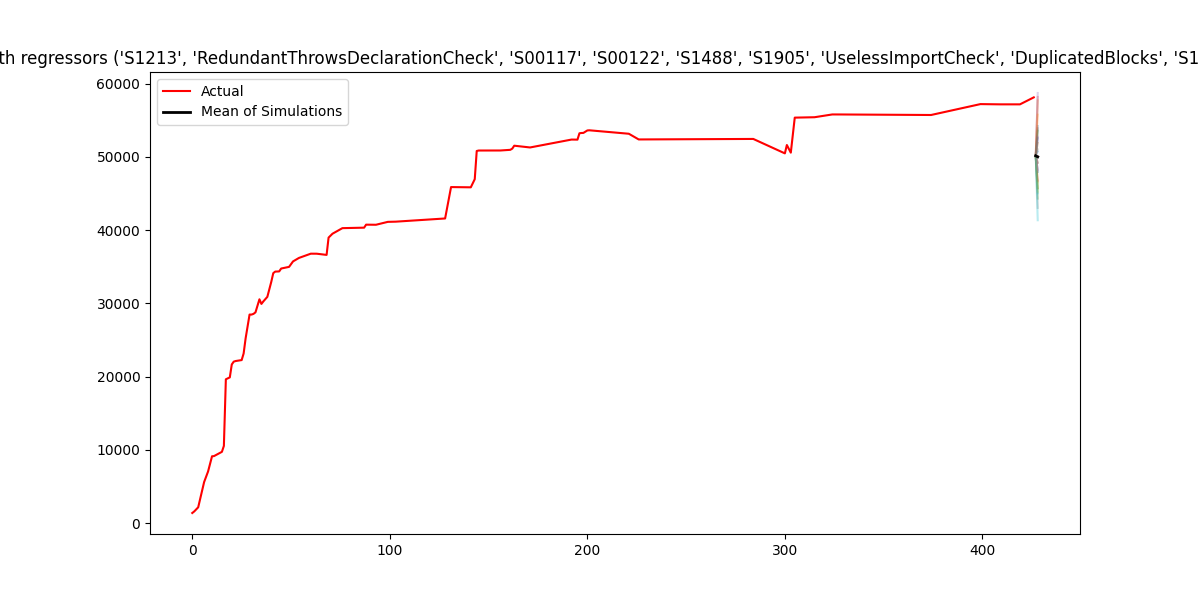 th regressors ('S1213', 'RedundantThrowsDeclarationCheck', 'S00117', 'S00122', 'S1488', 'S1905', 'UselessImportCheck', 'DuplicatedBlocks', 'S1
Actual
Mean of Simulations
60000
50000
40000
30000
20000
10000
0
0 100 200 300 400